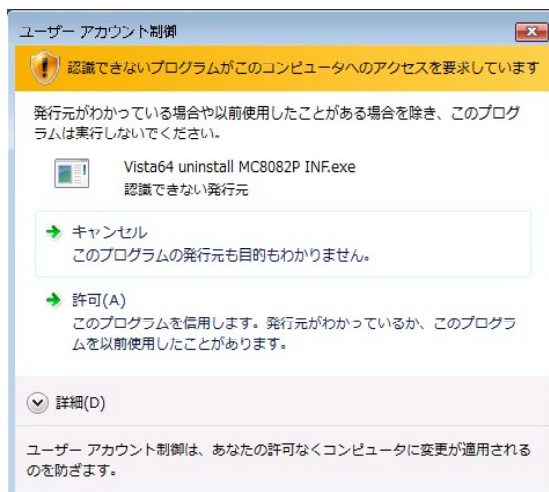 ユーザー アカウント制御
認識できないプログラムがこのコンピュータへのアクセスを要求しています
発行元がわかっている場合や以前使用したことがある場合を除き、このプログ
ラムは実行しないでください。
Vista64 uninstall MC8082P INF.exe
認識できない発行元
キャンセル
このプログラムの発行元も目的もわかりません。
許可(A)
このプログラムを信用します。発行元がわかっているか、このプログラ
ムを以前使用したことがあります。
詳細(D)
ユーザー アカウント制御は、あなたの許可なくコンピュータに変更が適用される
のを防ぎます。